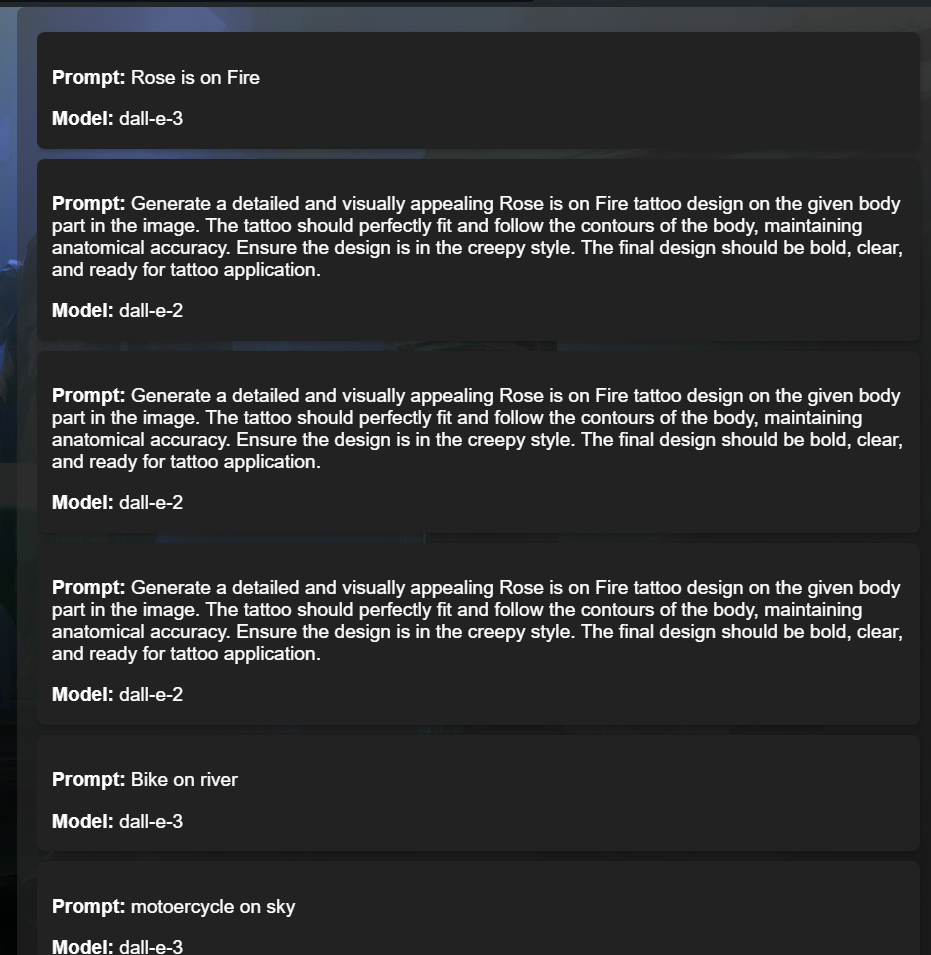 Prompt: Rose is on Fire
Model: dall-e-3
Prompt: Generate a detailed and visually appealing Rose is on Fire tattoo design on the given body
part in the image. The tattoo should perfectly fit and follow the contours of the body, maintaining
anatomical accuracy. Ensure the design is in the creepy style. The final design should be bold, clear,
and ready for tattoo application.
Model: dall-e-2
Prompt: Generate a detailed and visually appealing Rose is on Fire tattoo design on the given body
part in the image. The tattoo should perfectly fit and follow the contours of the body, maintaining
anatomical accuracy. Ensure the design is in the creepy style. The final design should be bold, clear,
and ready for tattoo application.
Model: dall-e-2
Prompt: Generate a detailed and visually appealing Rose is on Fire tattoo design on the given body
part in the image. The tattoo should perfectly fit and follow the contours of the body, maintaining
anatomical accuracy. Ensure the design is in the creepy style. The final design should be bold, clear,
and ready for tattoo application.
Model: dall-e-2
Prompt: Bike on river
Model: dall-e-3
Prompt: motoercycle on sky
Model: dall-e-3